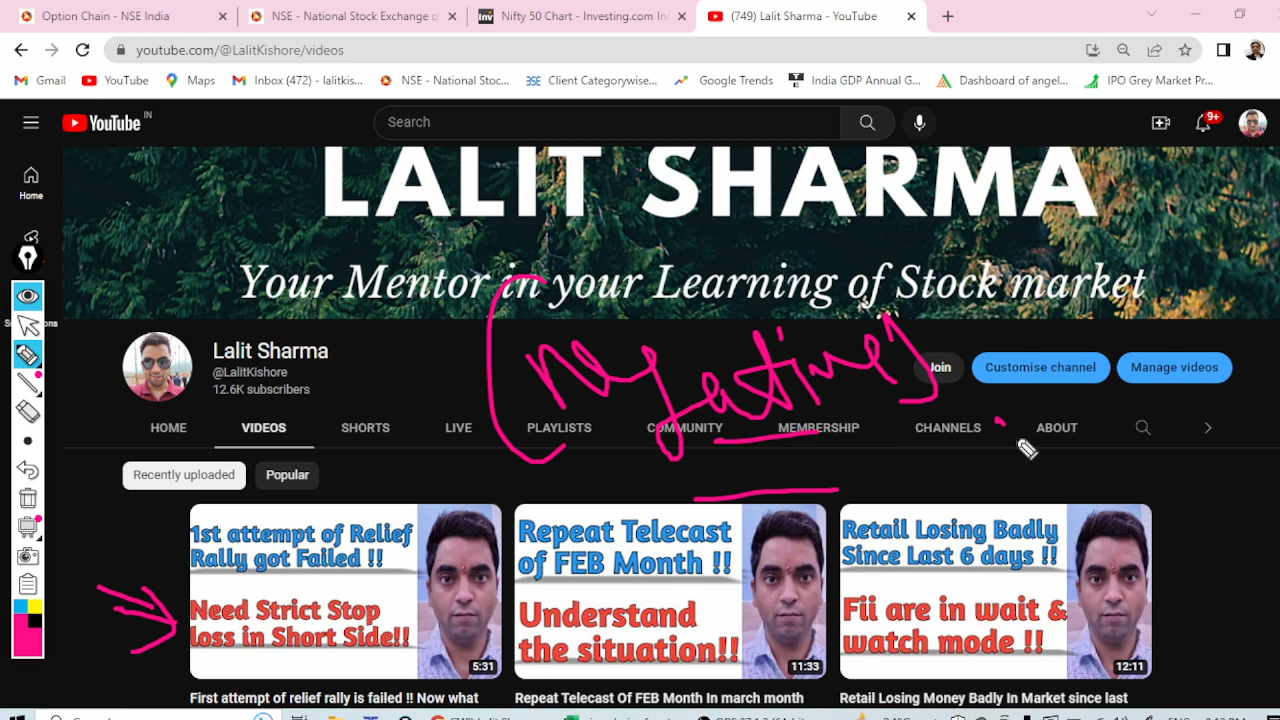 Option Chain - NSE India
NSE - National Stock Exchange o
Nifty 50 Chart - Investing.com In
(749) Lalit Sharma - YouTube
youtube.com/@LalitKishore/videos
Gmail
YouTube
Maps
Inbox (472) - lalitkis...
NSE - National Stoc...
Client Categorywise...
Google Trends
India GDP Annual G...
Dashboard of angel...
IPO Grey Market Pr...
YouTube IN
Search
9+
Home
LALIT SHARMA
Your Mentor in your Learning of Stock market
Lalit Sharma
@LalitKishore
12.6K subscribers
Join
Customise channel
Manage videos
HOME
VIDEOS
SHORTS
LIVE
PLAYLISTS
COMMUNITY
MEMBERSHIP
CHANNELS
ABOUT
Recently uploaded
Popular
1st attempt of Relief
Rally got Failed !!
Need Strict Stop
loss in Short Side!!
5:31
Repeat Telecast
of FEB Month !!
Understand
the situation!!
11:33
Retail Losing Badly
Since Last 6 days !!
Fii are in wait &
watch mode !!
12:11
First attempt of relief rally is failed !! Now what
Repeat Telecast Of FEB Month In march month
Retail Losing Money Badly In Market since last